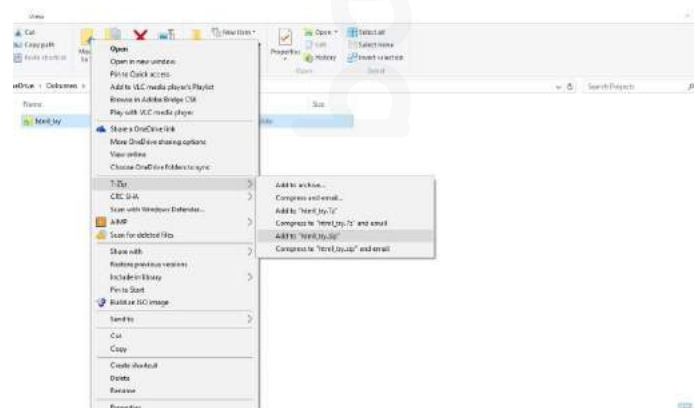 View
Cut
Copy path
New item
Open
Select all
Select none
Properties
History
Invert selection
Open
Select
OneDrive › Dokumen
Search Projects
Name
Size
html_try
Open
Open in new window
Pin to Quick access
Add to VLC media player's Playlist
Browse in Adobe Bridge CS6
Play with VLC media player
Share a OneDrive link
More OneDrive sharing options
View online
Choose OneDrive folders to sync
7-Zip
CRC SHA
Scan with Windows Defender...
AIMP
Scan for deleted files
Share with
Restore previous versions
Include in library
Pin to Start
Build an ISO image
Send to
Cut
Copy
Create shortcut
Delete
Rename
Properties
Add to archive...
Compress and email...
Add to "html_try.7z"
Compress to "html_try.7z" and email
Add to "html_try.zip"
Compress to "html_try.zip" and email